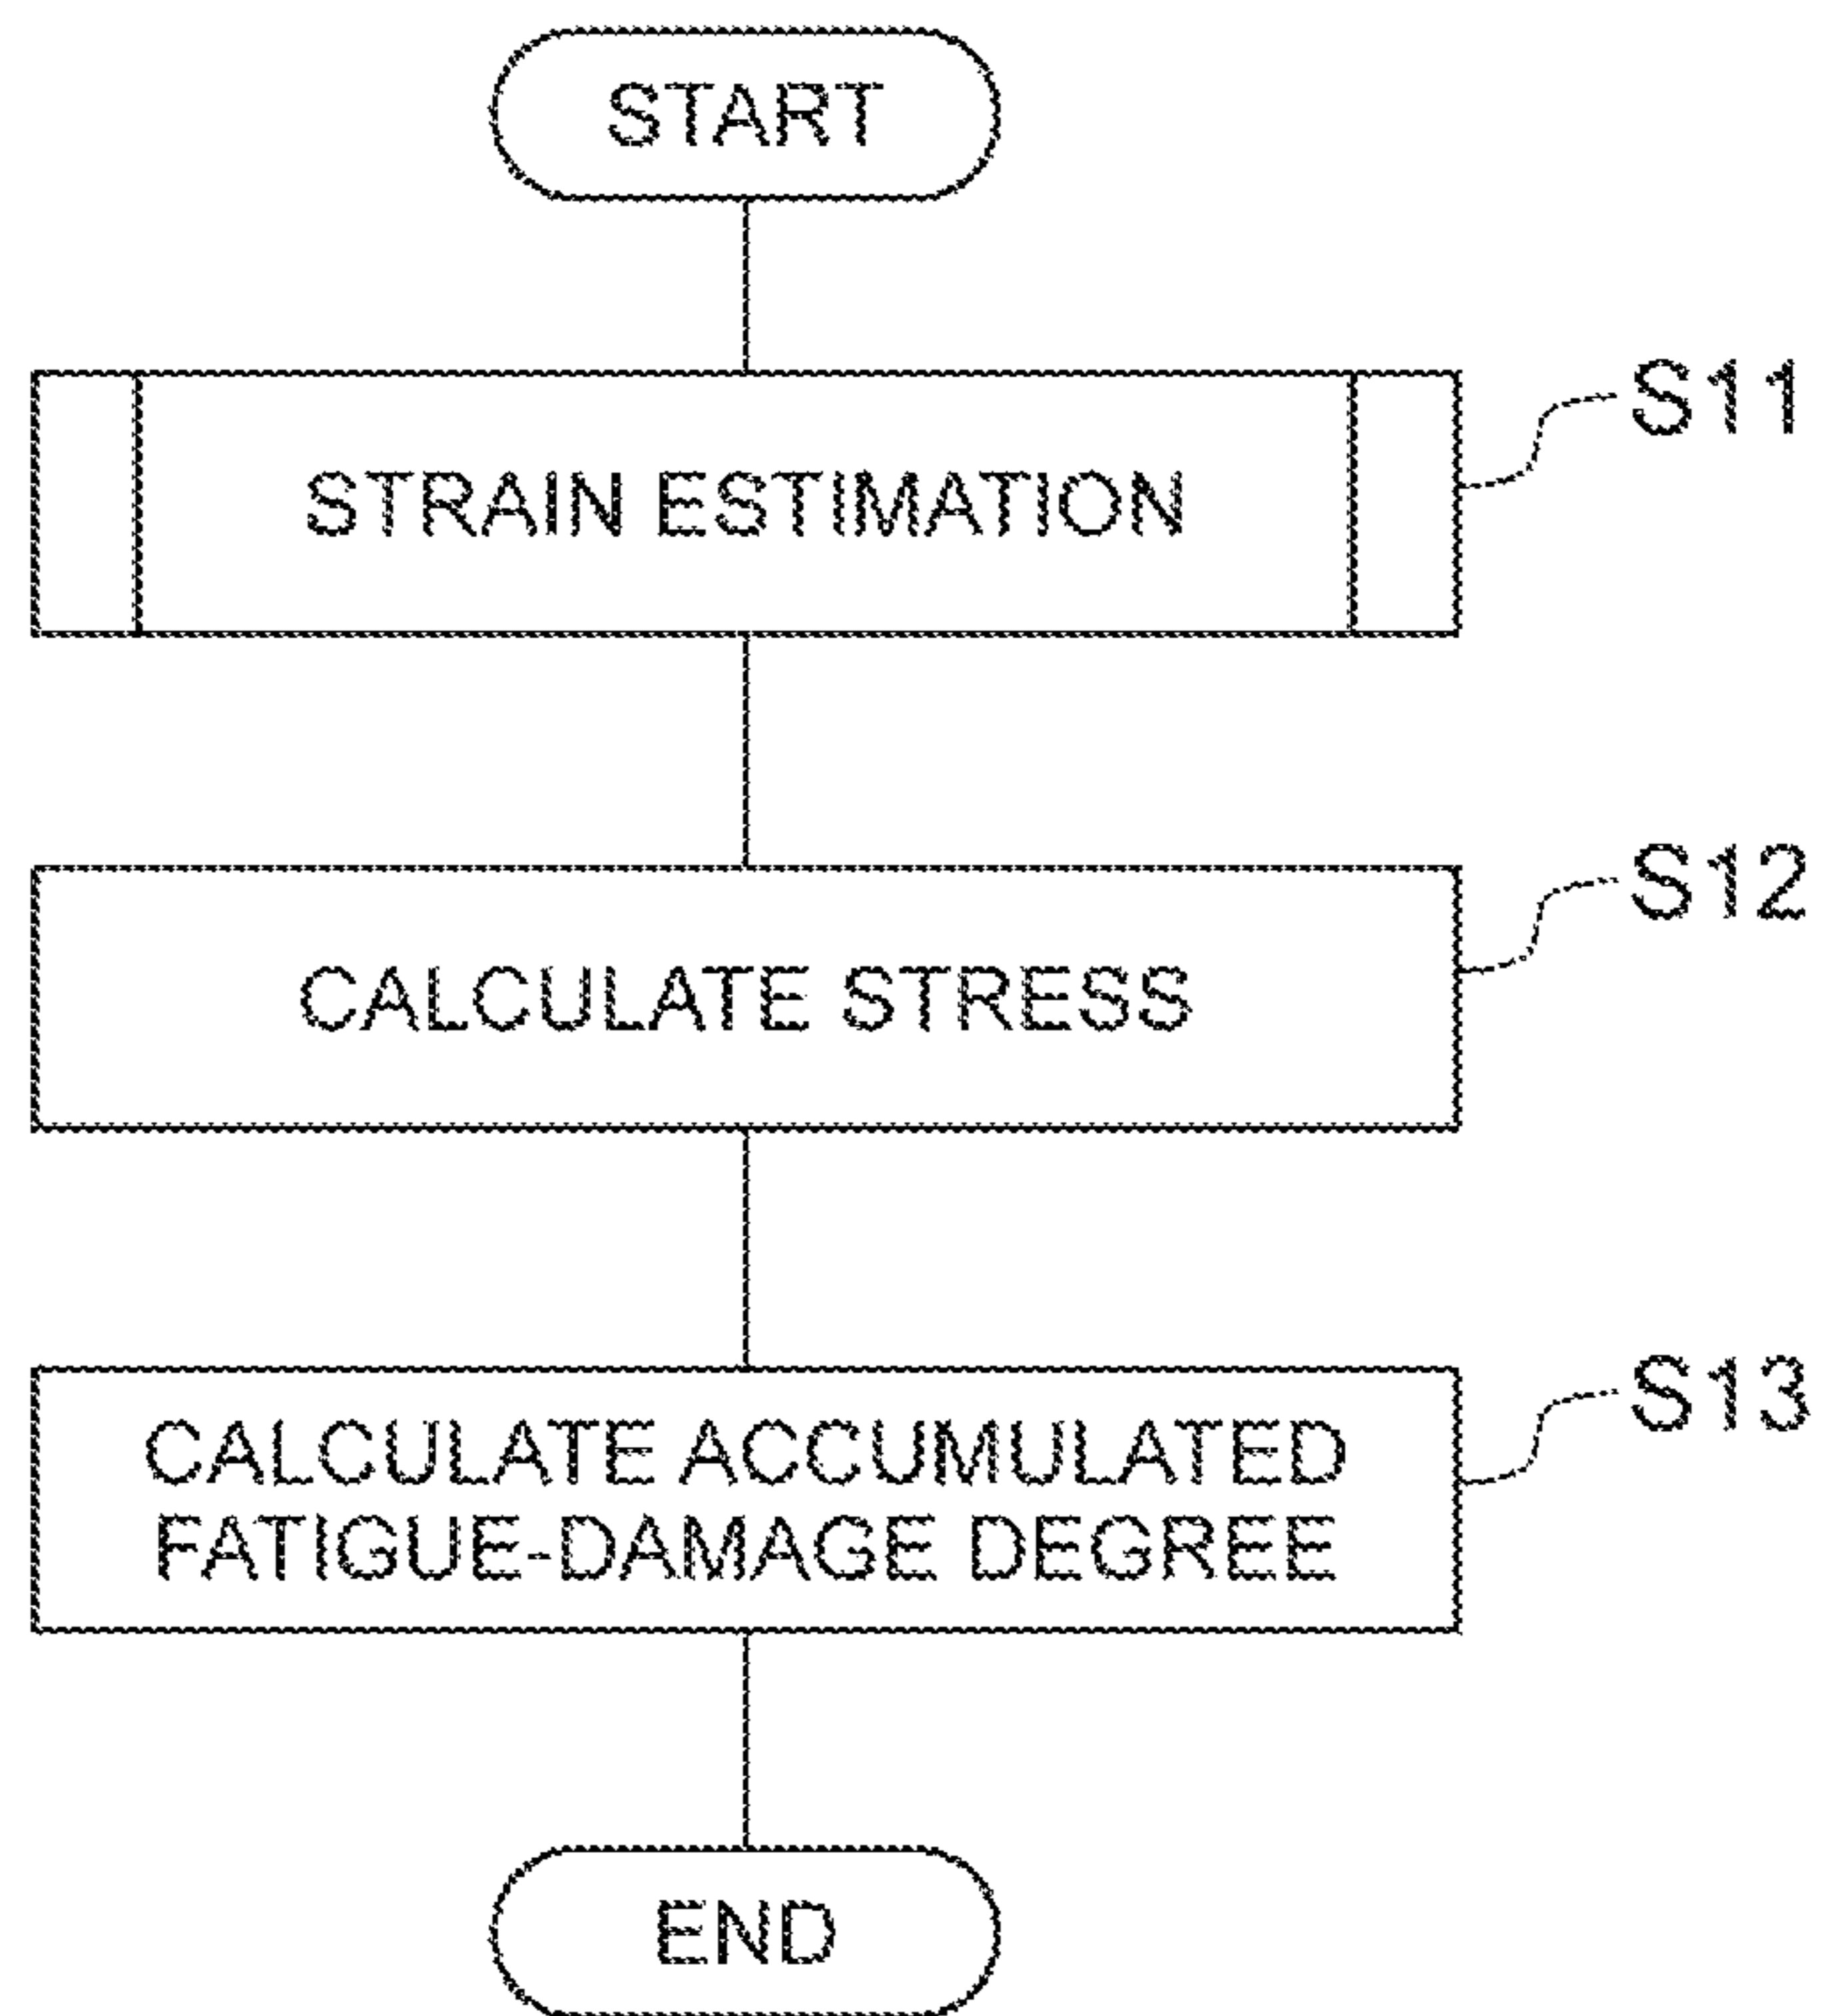 START
S11
STRAIN ESTIMATION
S12
CALCULATE STRESS
S13
CALCULATE ACCUMULATED
FATIGUE-DAMAGE DEGREE
END